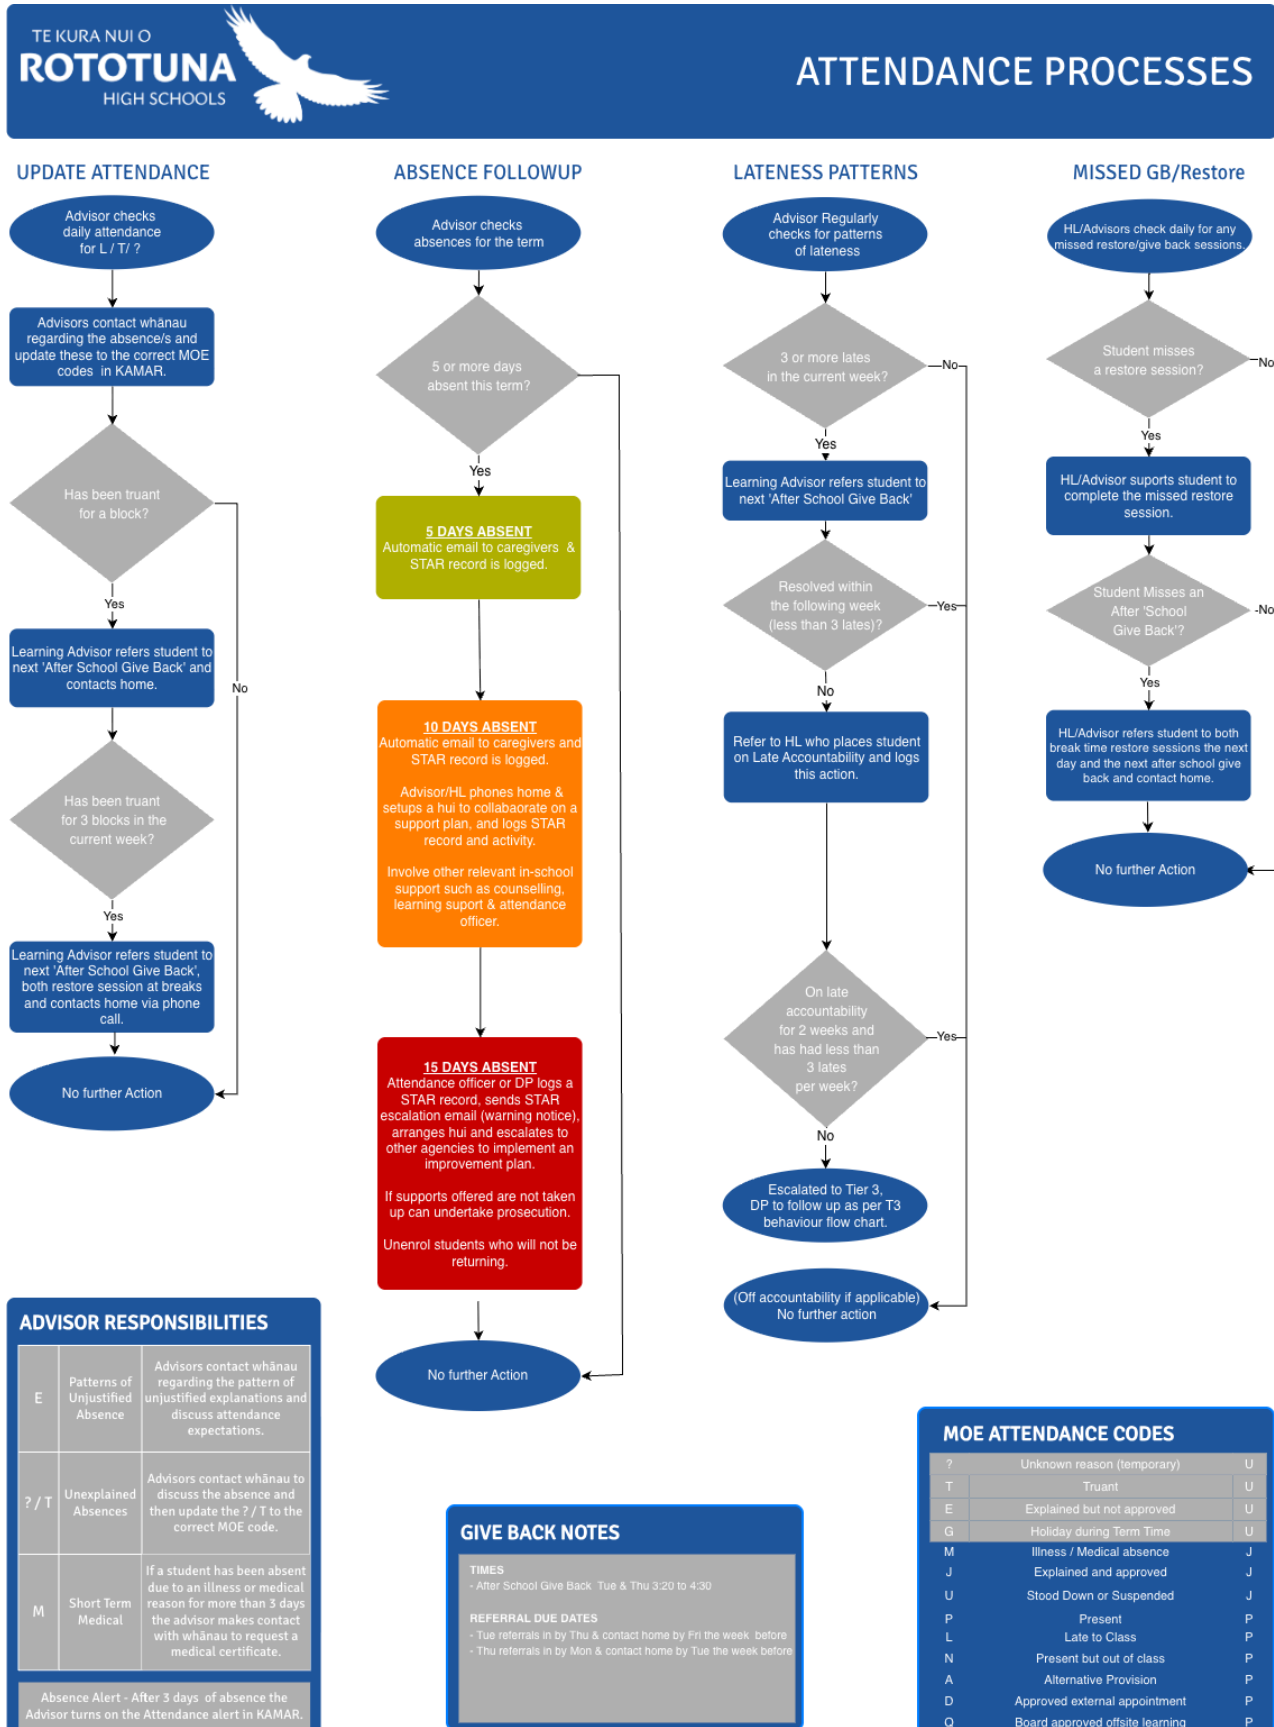 TE KURA NUI O
ROTOTUNA
HIGH SCHOOLS
ATTENDANCE PROCESSES
UPDATE ATTENDANCE
Advisor checks
daily attendance
for L / T/ ?
Advisors contact whānau
regarding the absence/s and
update these to the correct MOE
codes in KAMAR.
Has been truant
for a block?
Yes
No
Learning Advisor refers student to
next 'After School Give Back' and
contacts home.
Has been truant
for 3 blocks in the
current week?
Yes
Learning Advisor refers student to
next 'After School Give Back',
both restore session at breaks
and contacts home via phone
call.
No further Action
ABSENCE FOLLOWUP
Advisor checks
absences for the term
5 or more days
absent this term?
Yes
5 DAYS ABSENT
Automatic email to caregivers &
STAR record is logged.
10 DAYS ABSENT
Automatic email to caregivers and
STAR record is logged.
Advisor/HL phones home &
setups a hui to collabaorate on a
support plan, and logs STAR
record and activity.
Involve other relevant in-school
support such as counselling,
learning suport & attendance
officer.
15 DAYS ABSENT
Attendance officer or DP logs a
STAR record, sends STAR
escalation email (warning notice),
arranges hui and escalates to
other agencies to implement an
improvement plan.
If supports offered are not taken
up can undertake prosecution.
Unenrol students who will not be
returning.
No further Action
LATENESS PATTERNS
Advisor Regularly
checks for patterns
of lateness
3 or more lates
in the current week?
No
Yes
Learning Advisor refers student to
next 'After School Give Back'
Resolved within
the following week
(less than 3 lates)?
Yes
No
Refer to HL who places student
on Late Accountability and logs
this action.
On late
accountability
for 2 weeks and
has had less than
3 lates
per week?
Yes
No
Escalated to Tier 3,
DP to follow up as per T3
behaviour flow chart.
(Off accountability if applicable)
No further action
MISSED GB/Restore
HL/Advisors check daily for any
missed restore/give back sessions.
Student misses
a restore session?
No
Yes
HL/Advisor suports student to
complete the missed restore
session.
Student Misses an
After 'School
Give Back'?
No
Yes
HL/Advisor refers student to both
break time restore sessions the next
day and the next after school give
back and contact home.
No further Action
ADVISOR RESPONSIBILITIES
E
Patterns of
Unjustified
Absence
Advisors contact whānau
regarding the pattern of
unjustified explanations and
discuss attendance
expectations.
? / T
Unexplained
Absences
Advisors contact whānau to
discuss the absence and
then update the ? / T to the
correct MOE code.
M
Short Term
Medical
If a student has been absent
due to an illness or medical
reason for more than 3 days
the advisor makes contact
with whānau to request a
medical certificate.
Absence Alert - After 3 days of absence the
Advisor turns on the Attendance alert in KAMAR.
GIVE BACK NOTES
TIMES
- After School Give Back Tue & Thu 3:20 to 4:30
REFERRAL DUE DATES
- Tue referrals in by Thu & contact home by Fri the week before
- Thu referrals in by Mon & contact home by Tue the week before
MOE ATTENDANCE CODES
? Unknown reason (temporary) U
T Truant U
E Explained but not approved U
G Holiday during Term Time U
M Illness / Medical absence J
J Explained and approved J
U Stood Down or Suspended J
P Present P
L Late to Class P
N Present but out of class P
A Alternative Provision P
D Approved external appointment P
Q Board approved offsite learning P